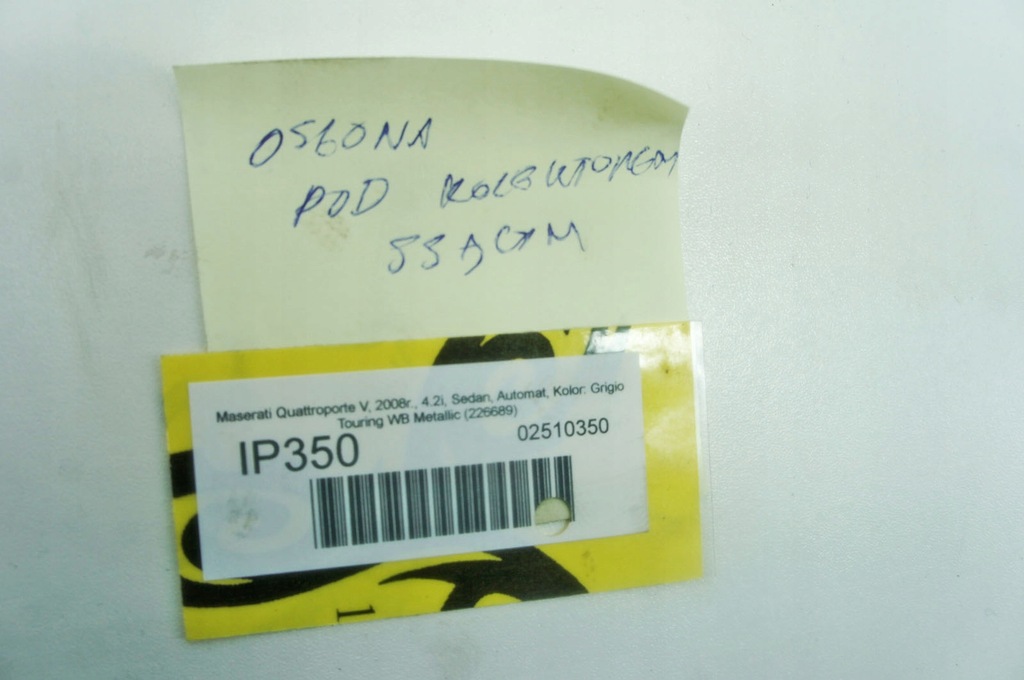 OSŁONA
POD KOLEKTOREM
SSĄCYM
Maserati Quattroporte V, 2008r., 4.2i, Sedan, Automat, Kolor: Grigio
Touring WB Metallic (226689)
IP350 02510350
1